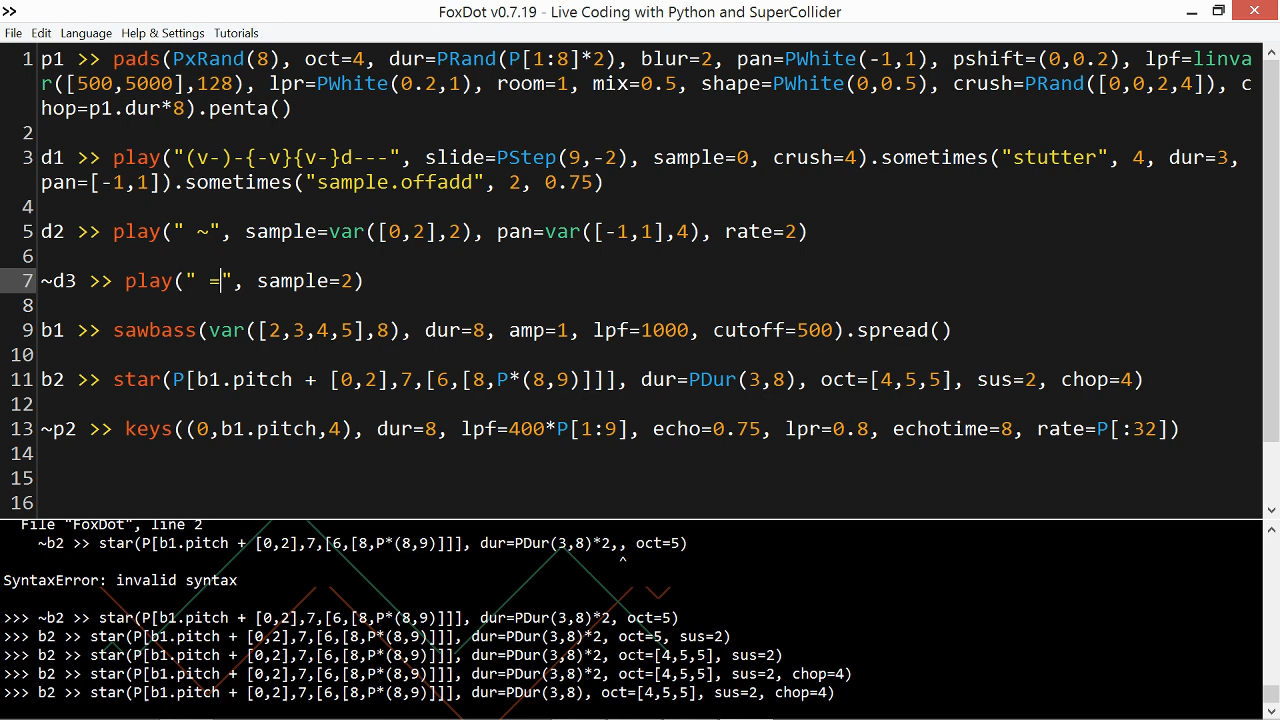 FoxDot v0.7.19 - Live Coding with Python and SuperCollider
File Edit Language Help & Settings Tutorials
1 p1 >> pads(PxRand(8), oct=4, dur=PRand(P[1:8]*2), blur=2, pan=PWhite(-1,1), pshift=(0,0.2), lpf=linva
r([500,5000],128), lpr=PWhite(0.2,1), room=1, mix=0.5, shape=PWhite(0,0.5), crush=PRand([0,0,2,4]), c
hop=p1.dur*8).penta()
2
3 d1 >> play("(v-)-{-v}{v-}d---", slide=PStep(9,-2), sample=0, crush=4).sometimes("stutter", 4, dur=3,
pan=[-1,1]).sometimes("sample.offadd", 2, 0.75)
4
5 d2 >> play(" ~", sample=var([0,2],2), pan=var([-1,1],4), rate=2)
6
7 ~d3 >> play(" =", sample=2)
8
9 b1 >> sawbass(var([2,3,4,5],8), dur=8, amp=1, lpf=1000, cutoff=500).spread()
10
11 b2 >> star(P[b1.pitch + [0,2],7,[6,[8,P*(8,9)]]], dur=PDur(3,8), oct=[4,5,5], sus=2, chop=4)
12
13 ~p2 >> keys((0,b1.pitch,4), dur=8, lpf=400*P[1:9], echo=0.75, lpr=0.8, echotime=8, rate=P[:32])
14
15
16
File "FoxDot", line 2
~b2 >> star(P[b1.pitch + [0,2],7,[6,[8,P*(8,9)]]], dur=PDur(3,8)*2,, oct=5)
^
SyntaxError: invalid syntax
>>> ~b2 >> star(P[b1.pitch + [0,2],7,[6,[8,P*(8,9)]]], dur=PDur(3,8)*2, oct=5)
>>> b2 >> star(P[b1.pitch + [0,2],7,[6,[8,P*(8,9)]]], dur=PDur(3,8)*2, oct=5, sus=2)
>>> b2 >> star(P[b1.pitch + [0,2],7,[6,[8,P*(8,9)]]], dur=PDur(3,8)*2, oct=[4,5,5], sus=2)
>>> b2 >> star(P[b1.pitch + [0,2],7,[6,[8,P*(8,9)]]], dur=PDur(3,8)*2, oct=[4,5,5], sus=2, chop=4)
>>> b2 >> star(P[b1.pitch + [0,2],7,[6,[8,P*(8,9)]]], dur=PDur(3,8), oct=[4,5,5], sus=2, chop=4)